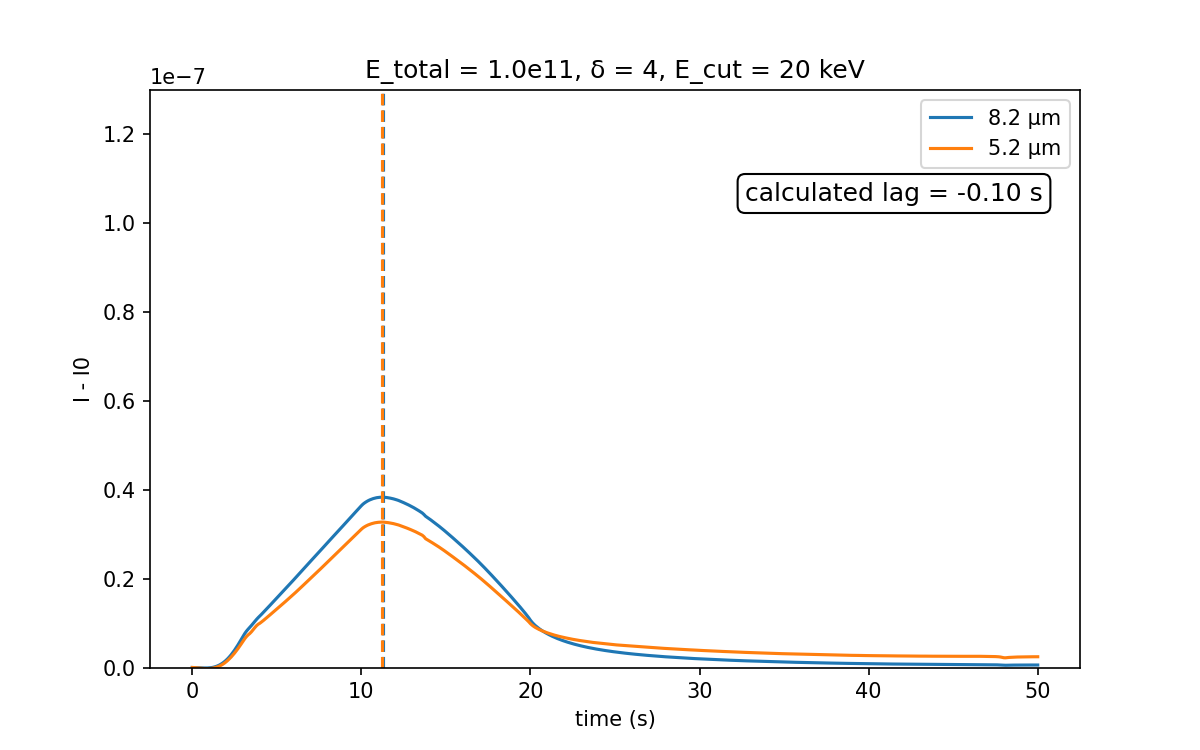 E_total = 1.0e11, δ = 4, E_cut = 20 keV
1e−7
8.2 μm
5.2 μm
calculated lag = -0.10 s
1.2
1.0
0.8
0.6
0.4
0.2
0.0
I - I0
0 10 20 30 40 50
time (s)